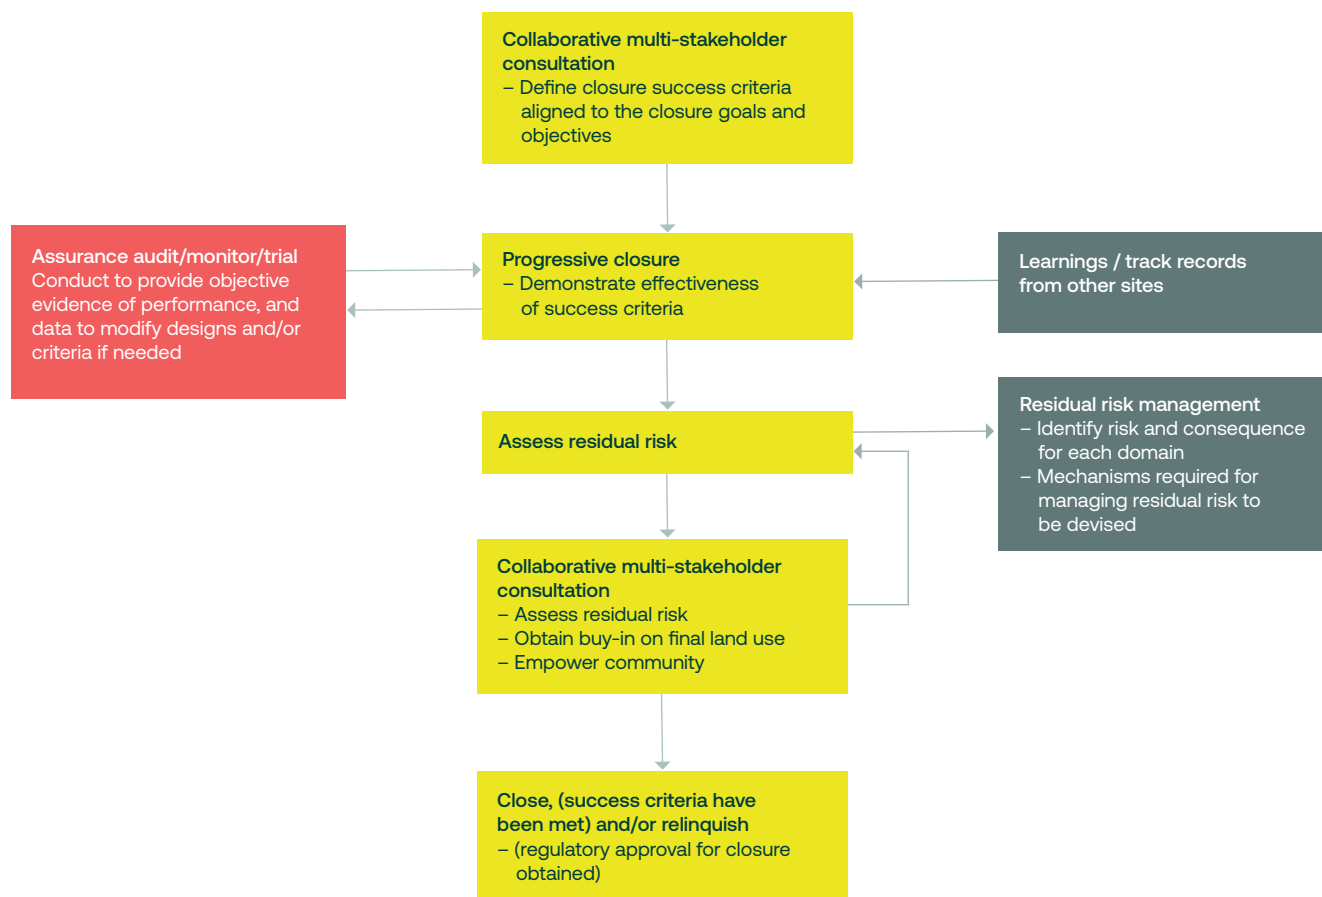 Collaborative multi-stakeholder
consultation
– Define closure success criteria
aligned to the closure goals and
objectives
Assurance audit/monitor/trial
Conduct to provide objective
evidence of performance, and
data to modify designs and/or
criteria if needed
Progressive closure
– Demonstrate effectiveness
of success criteria
Learnings / track records
from other sites
Assess residual risk
Residual risk management
– Identify risk and consequence
for each domain
– Mechanisms required for
managing residual risk to
be devised
Collaborative multi-stakeholder
consultation
– Assess residual risk
– Obtain buy-in on final land use
– Empower community
Close, (success criteria have
been met) and/or relinquish
– (regulatory approval for closure
obtained)